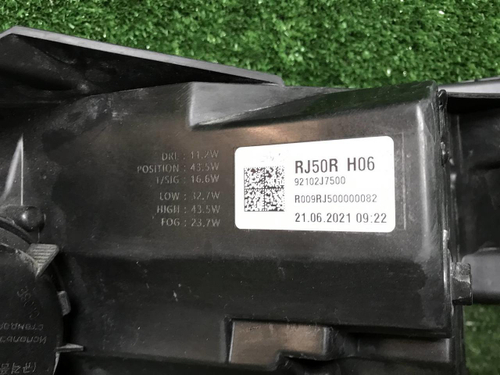 DRL : 11.2W
POSITION : 43.5W
T/SIG : 16.6W
LOW : 32.7W
HIGH : 43.5W
FOG : 23.7W
RJ50R H06
92102J7500
R009RJ500000082
21.06.2021 09:22